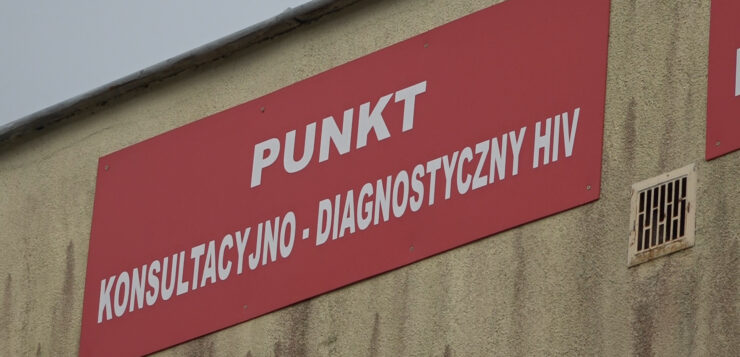 PUNKT
KONSULTACYJNO - DIAGNOSTYCZNY HIV